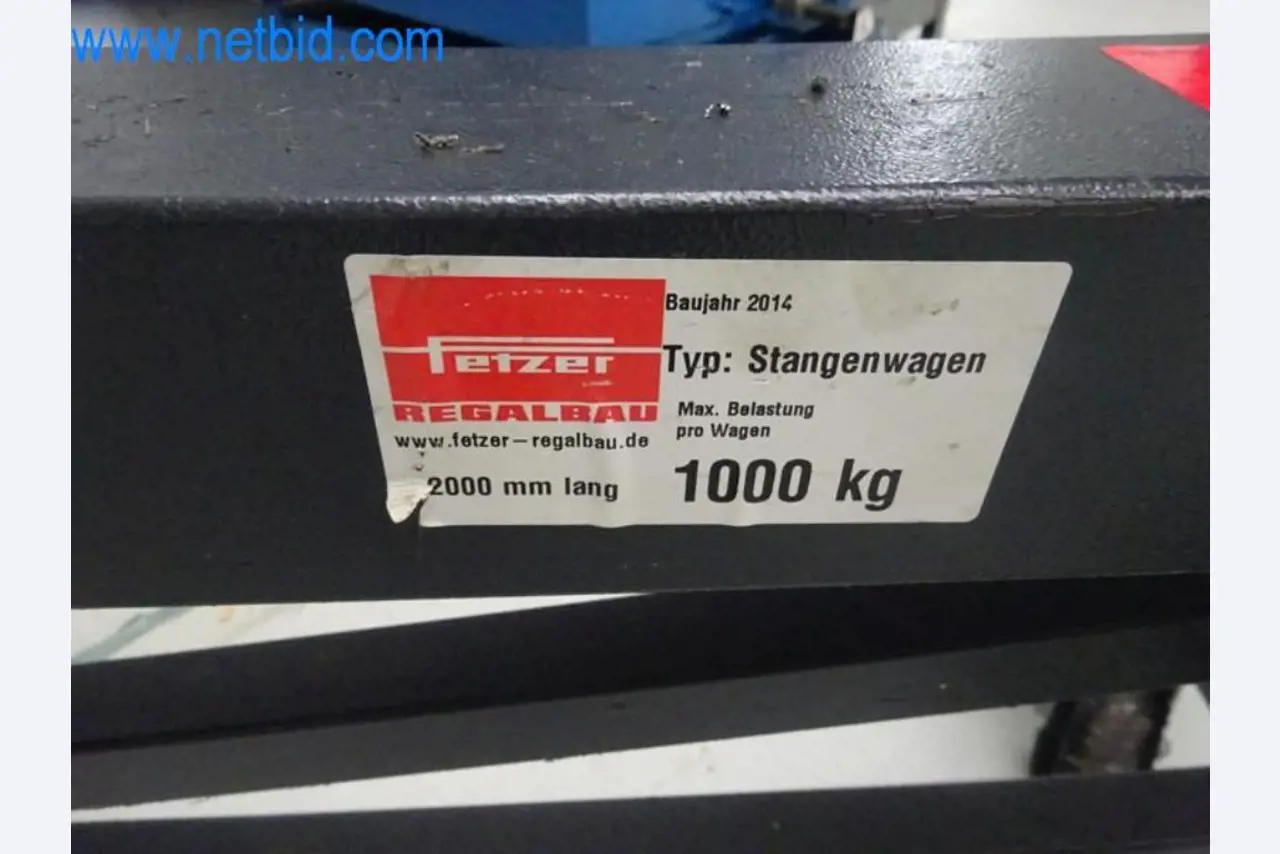 www.netbid.com
fetzer
REGALBAU
www.fetzer-regalbau.de
2000 mm lang
Baujahr 2014
Typ: Stangenwagen
Max. Belastung
pro Wagen
1000 kg